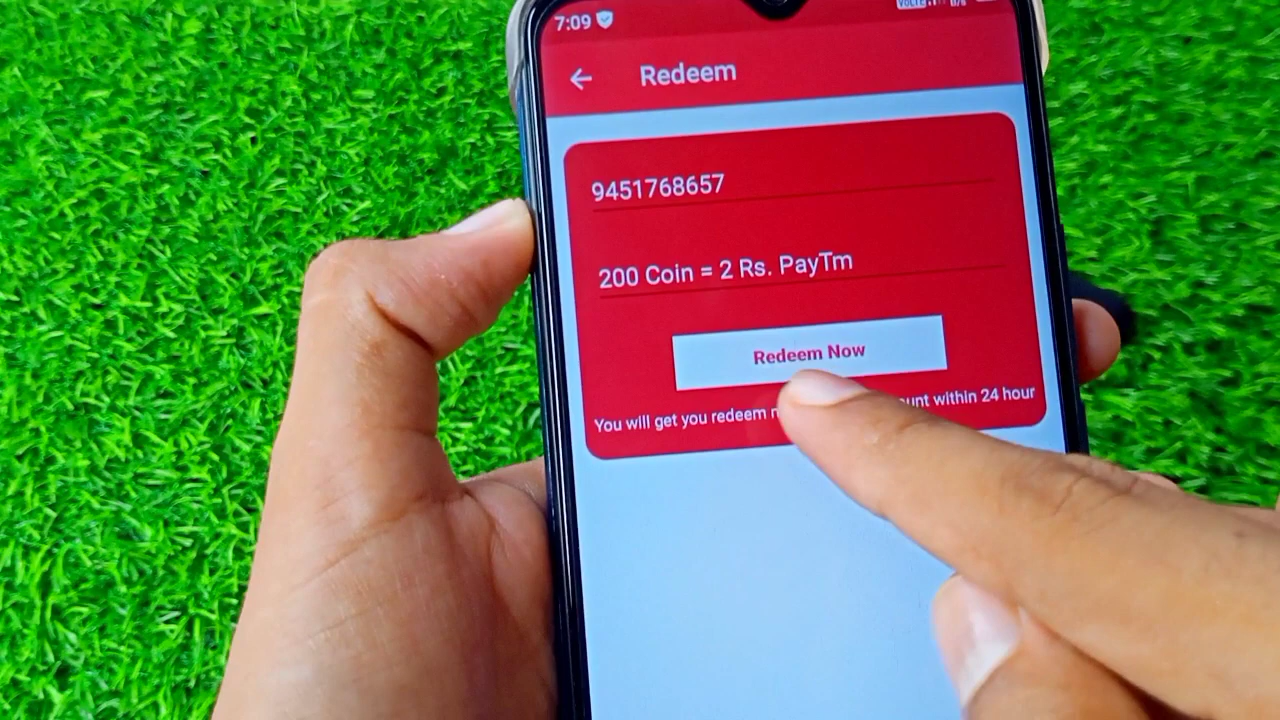 7:09
Redeem
9451768657
200 Coin = 2 Rs. PayTm
Redeem Now
You will get you redeem within 24 hour